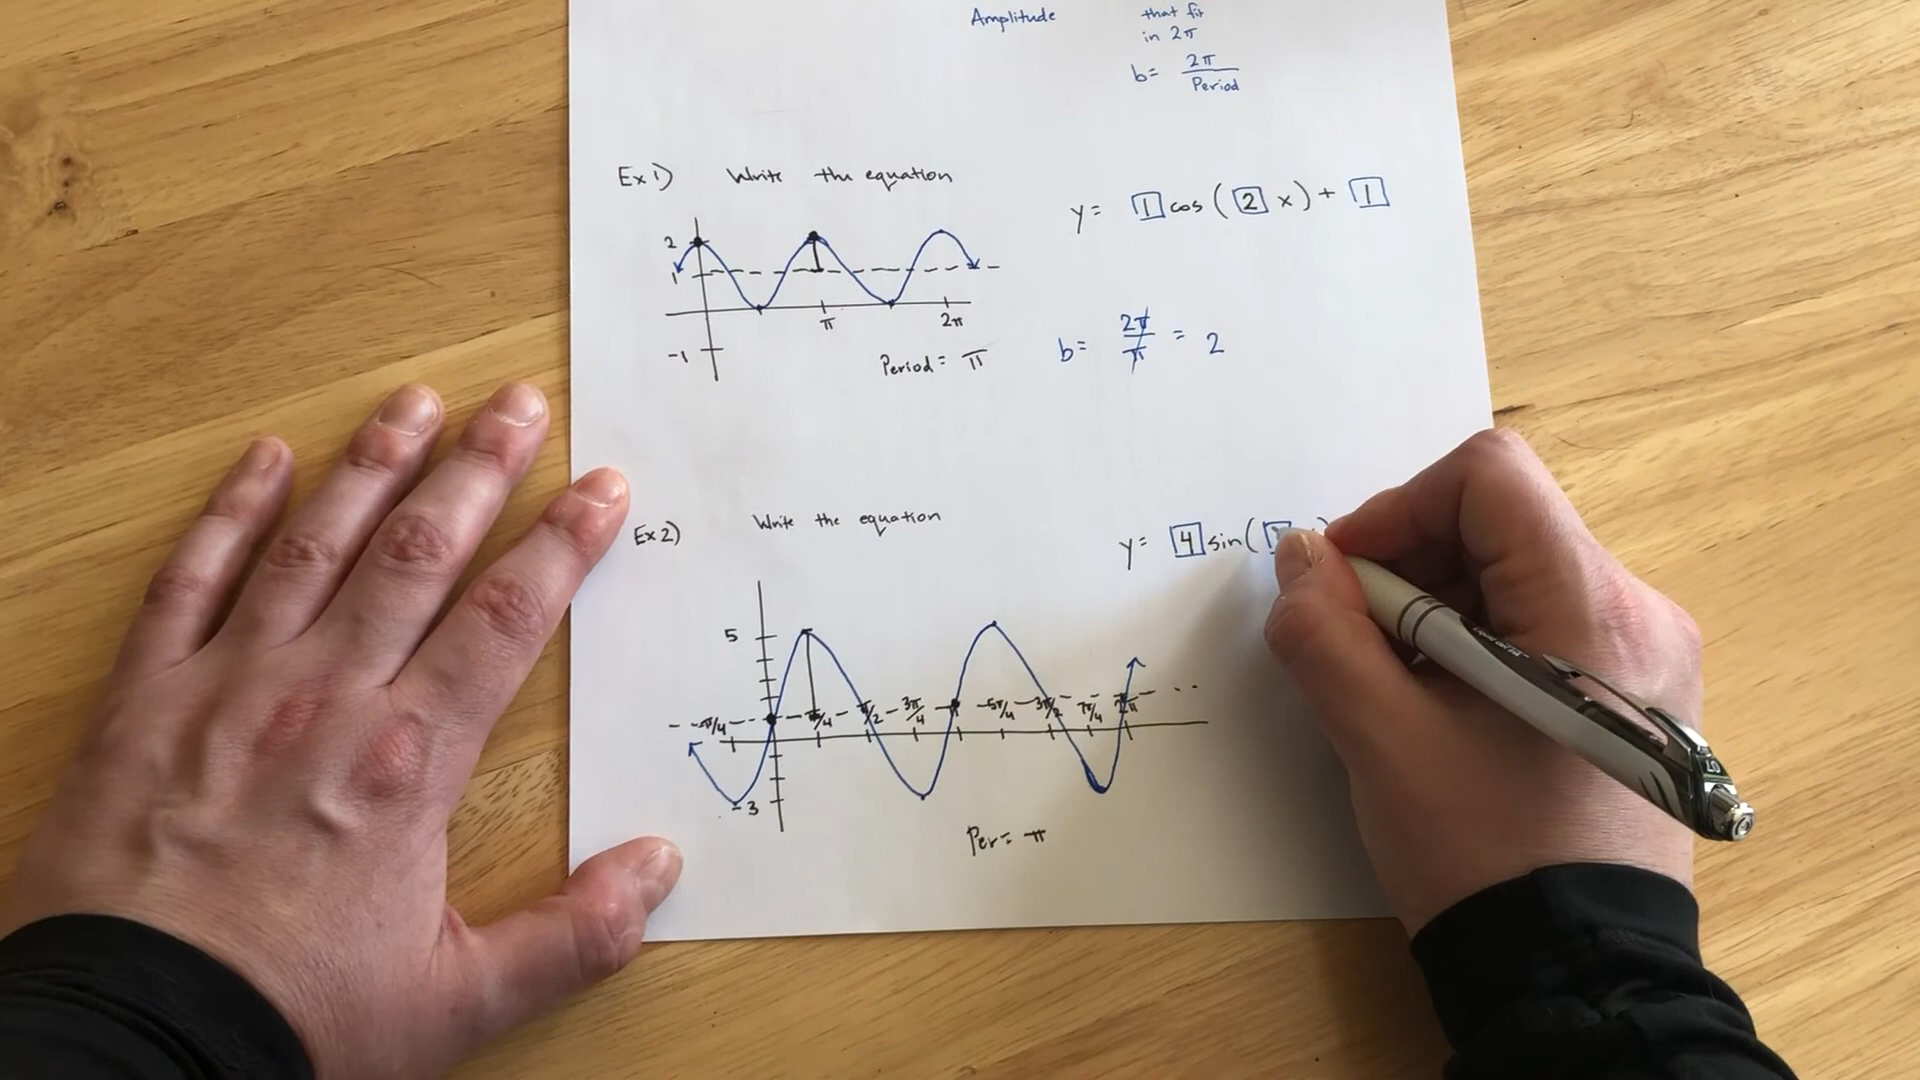 Amplitude
that fit
in 2π
b= 2π
Period
Ex 1) Write the equation
y= 1 cos ( 2 x ) + 1
2
1
π
2π
-1
Period = π
b= 2π/π = 2
Ex 2) Write the equation
y= 4 sin (
5
-π/4 π/4 π/2 3π/4 π 5π/4 3π/2 7π/4 2π
-3
Per = π